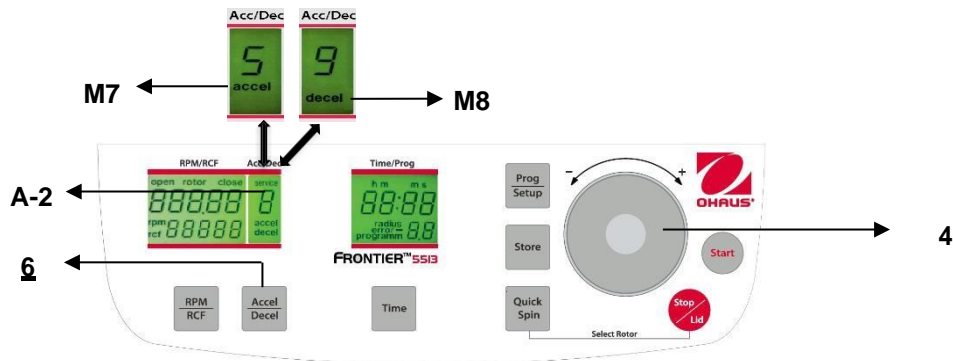 Acc/Dec Acc/Dec
5 9
accel decel
M7 M8
RPM/RCF Acc/Dec Time/Prog
open rotor close service
888.88 8
rpm
rcf 88888 accel
decel
h m m s
88:88
radius
error
programm 8.8
A-2
FRONTIER™ 5513
Prog
Setup
- +
OHAUS®
Store
4
Start
6
RPM
RCF
Accel
Decel
Time
Quick
Spin
Stop
Lid
Select Rotor